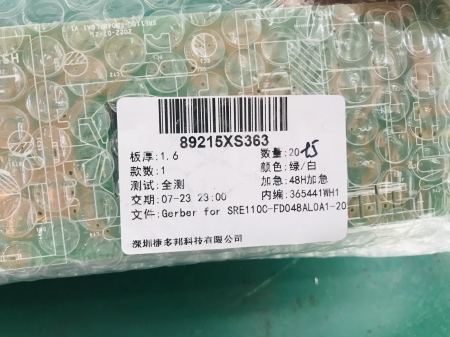 89215XS363
板厚:1.6 数量:20 15
款数:1 颜色:绿/白
测试:全测 加急:48H加急
交期:07-23 23:00 内编:365441WH1
文件:Gerber for SRE110C-FD048AL0A1-20
深圳捷多邦科技有限公司